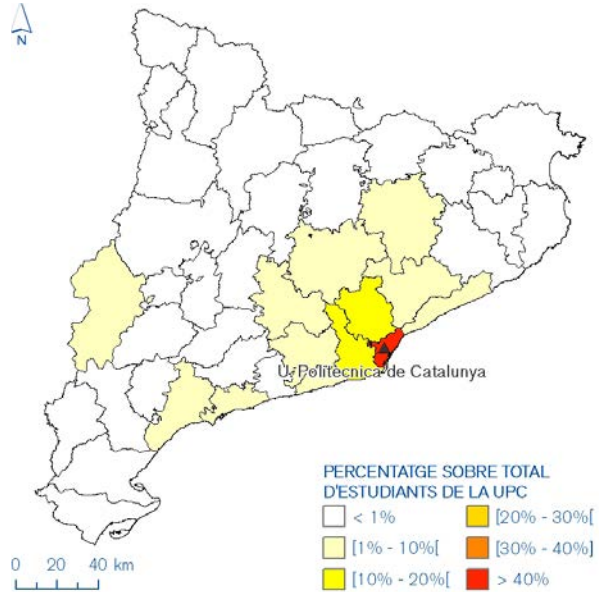 N
U. Politècnica de Catalunya
PERCENTATGE SOBRE TOTAL
D'ESTUDIANTS DE LA UPC
< 1%
[20% - 30%[
[1% - 10%[
[30% - 40%]
[10% - 20%[
> 40%
0 20 40 km